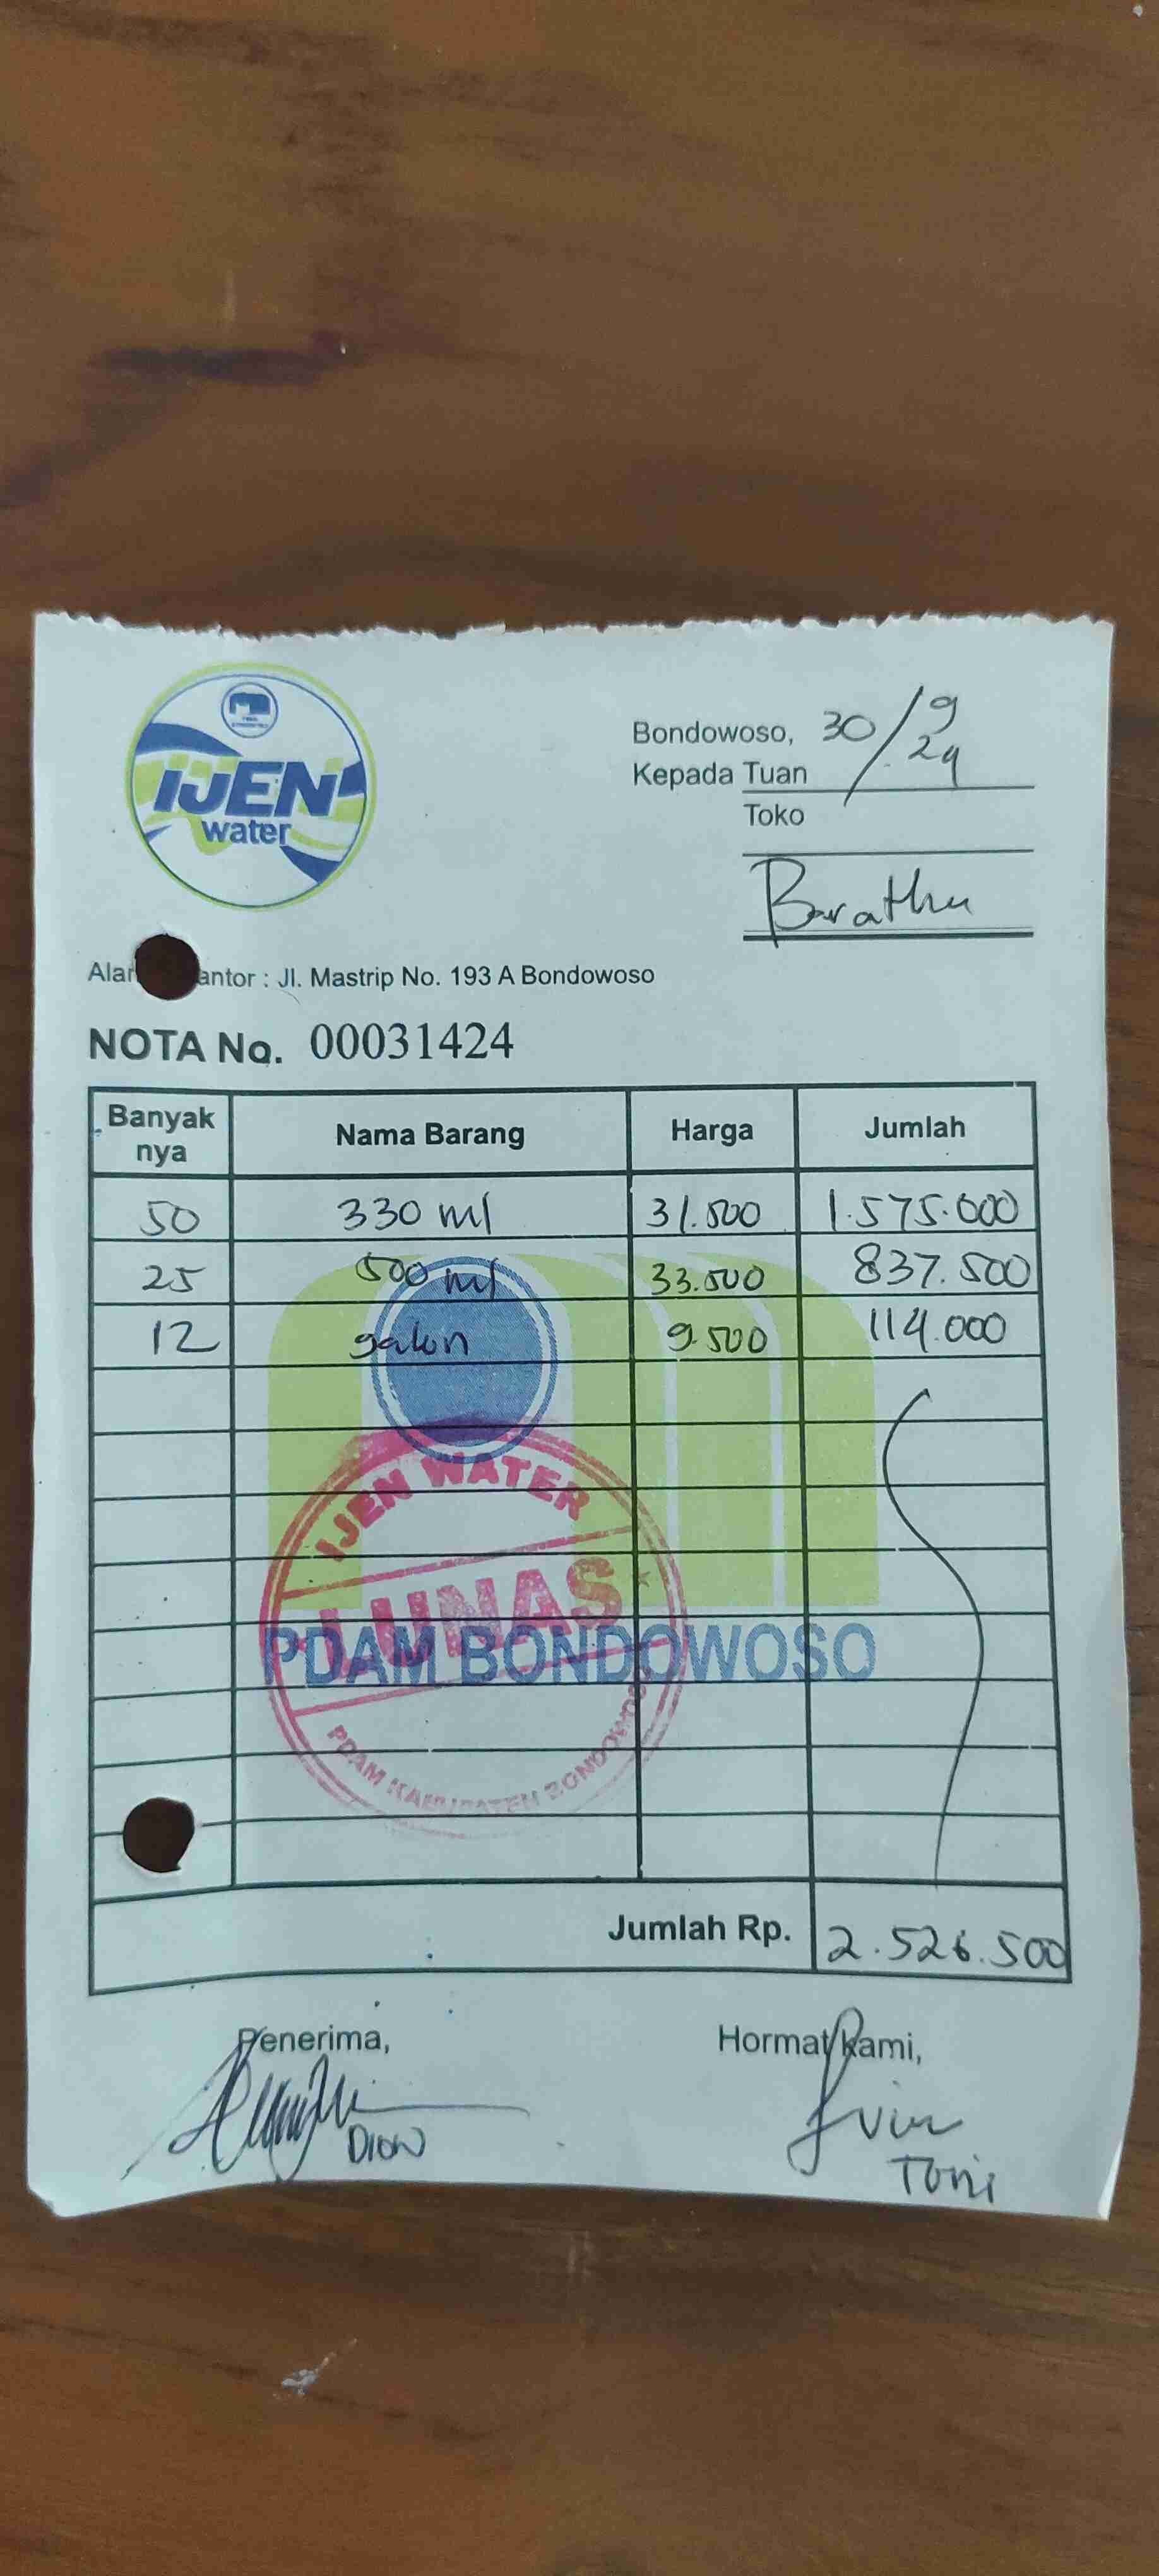 IJEN
water
Bondowoso, 30/9 24
Kepada Tuan
Toko
Barathu
Alar antor : Jl. Mastrip No. 193 A Bondowoso
NOTA No. 00031424
Banyak nya Nama Barang Harga Jumlah
50 330 ml 31.500 1.575.000
25 500 ml 33.500 837.500
12 galon 9.500 114.000
IJEN WATER
LUNAS
PDAM BONDOWOSO
PDAM KABUPATEN BONDOWOSO
Jumlah Rp. 2.526.500
Penerima, Hormat kami,
DION Toni